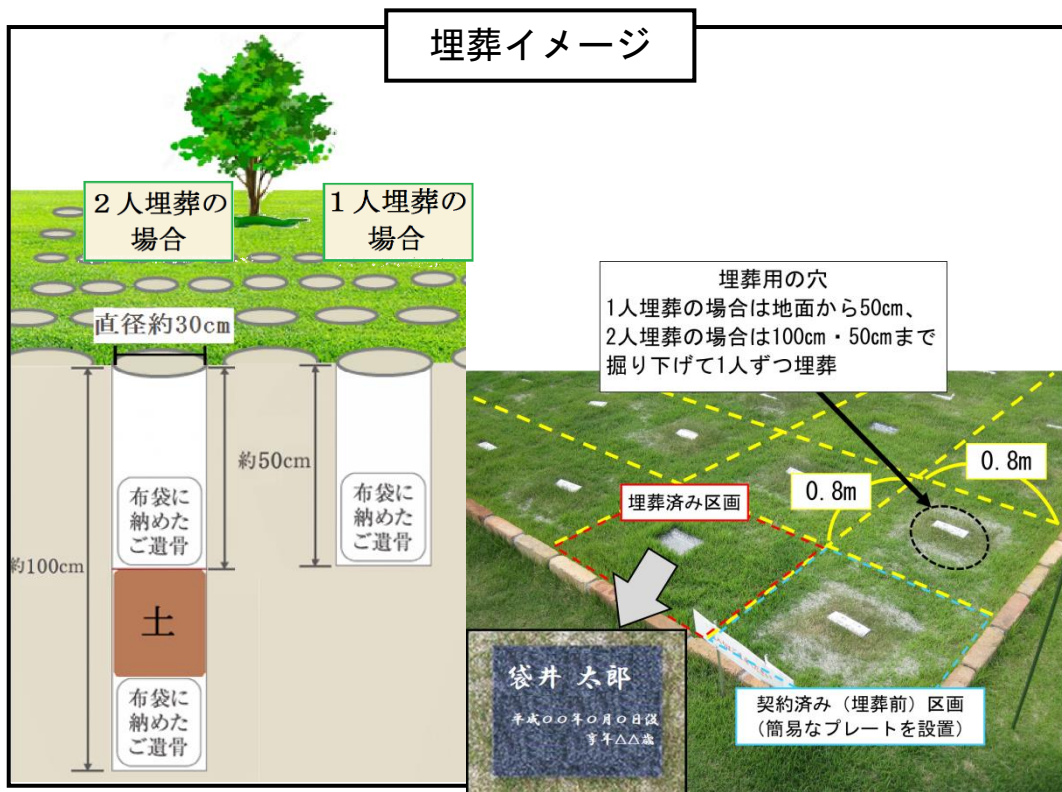 埋葬イメージ
２人埋葬の
場合
１人埋葬の
場合
直径約30cm
約50cm
約100cm
布袋に
納めた
ご遺骨
土
布袋に
納めた
ご遺骨
布袋に
納めた
ご遺骨
埋葬用の穴
1人埋葬の場合は地面から50cm、
2人埋葬の場合は100cm・50cmまで
掘り下げて1人ずつ埋葬
0.8m
0.8m
埋葬済み区画
袋井 太郎
平成○○年○月○日没
享年△△歳
契約済み（埋葬前）区画
（簡易なプレートを設置）